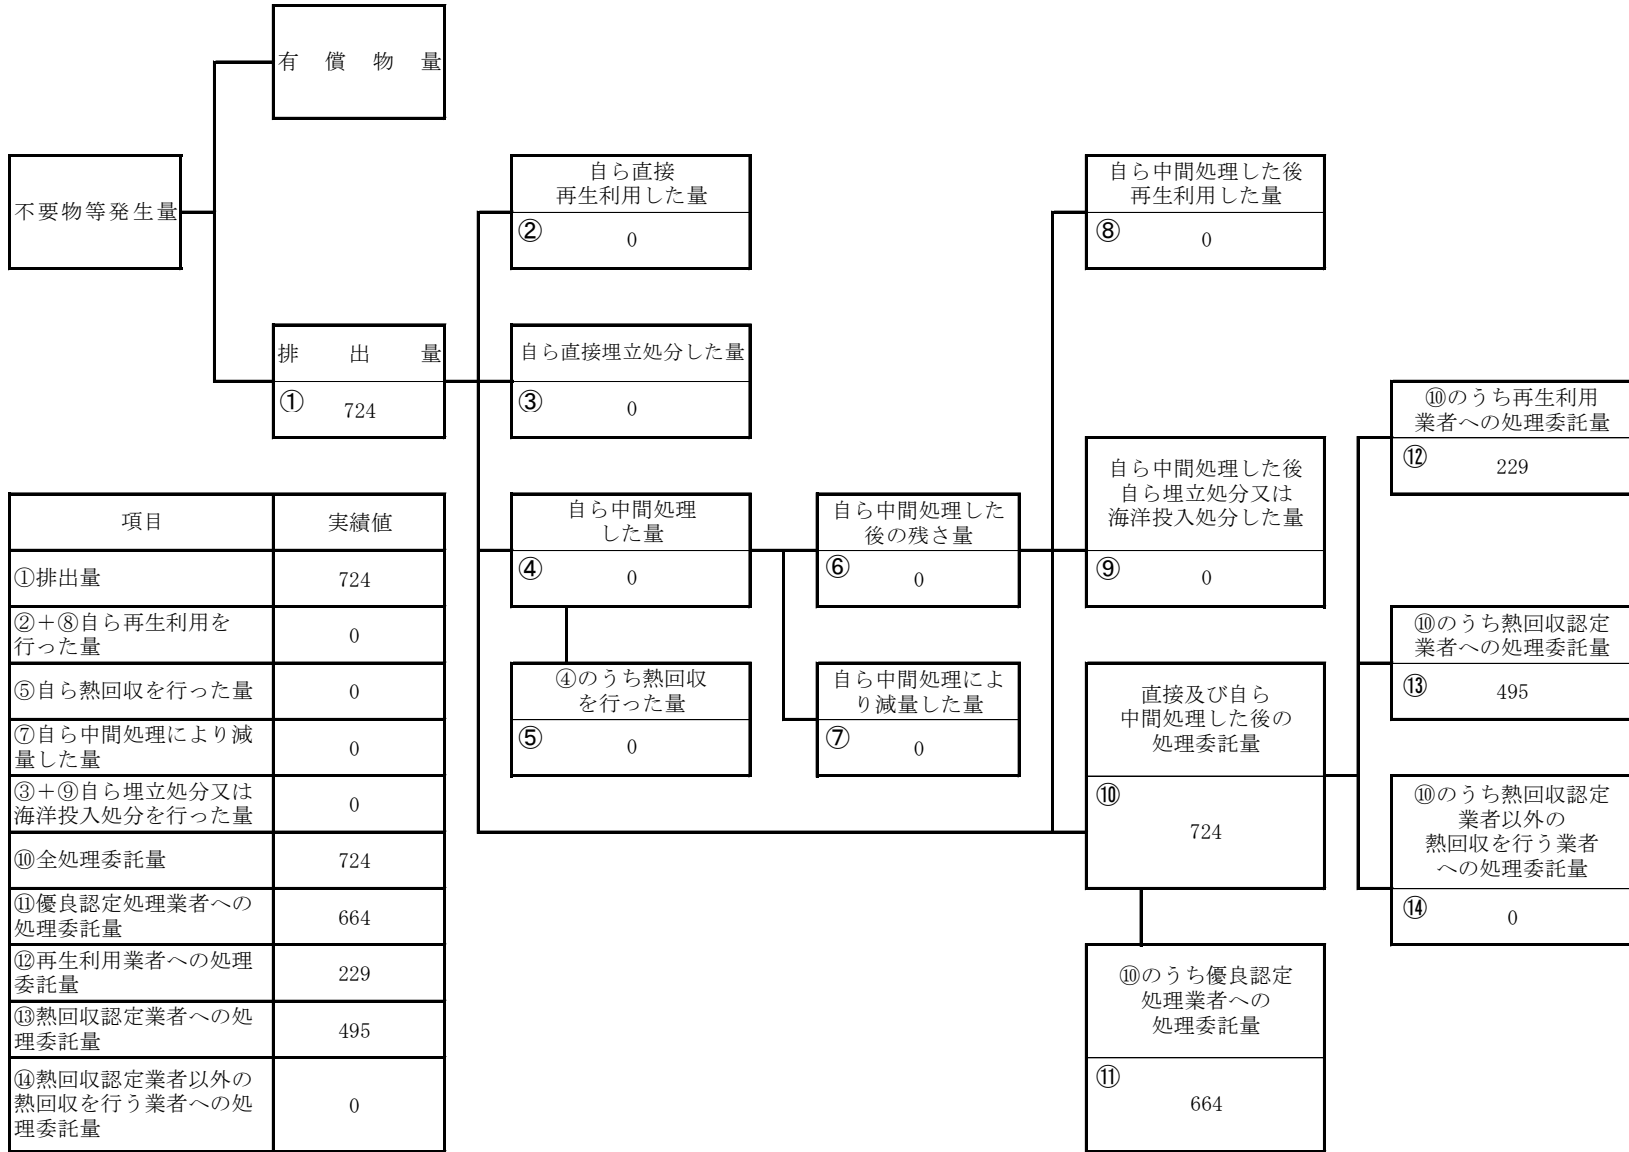 有償物量
不要物等発生量
排出量
① 724
自ら直接
再生利用した量
② 0
自ら直接埋立処分した量
③ 0
自ら中間処理
した量
④ 0
④のうち熱回収
を行った量
⑤ 0
自ら中間処理した
後の残さ量
⑥ 0
自ら中間処理によ
り減量した量
⑦ 0
自ら中間処理した後
再生利用した量
⑧ 0
自ら中間処理した後
自ら埋立処分又は
海洋投入処分した量
⑨ 0
直接及び自ら
中間処理した後の
処理委託量
⑩
724
⑩のうち優良認定
処理業者への
処理委託量
⑪
664
⑩のうち再生利用
業者への処理委託量
⑫ 229
⑩のうち熱回収認定
業者への処理委託量
⑬ 495
⑩のうち熱回収認定
業者以外の
熱回収を行う業者
への処理委託量
⑭ 0
項目 実績値
①排出量 724
②+⑧自ら再生利用を
行った量 0
⑤自ら熱回収を行った量 0
⑦自ら中間処理により減
量した量 0
③+⑨自ら埋立処分又は
海洋投入処分を行った量 0
⑩全処理委託量 724
⑪優良認定処理業者への
処理委託量 664
⑫再生利用業者への処理
委託量 229
⑬熱回収認定業者への処
理委託量 495
⑭熱回収認定業者以外の
熱回収を行う業者への処
理委託量 0